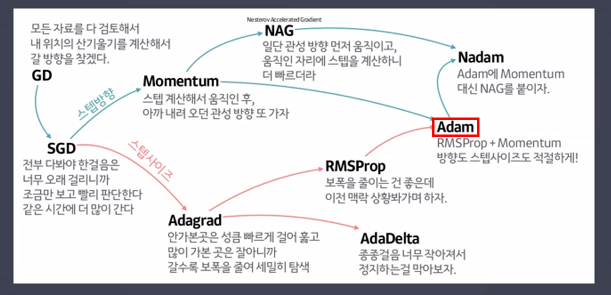 모든 자료를 다 검토해서
내 위치의 산기울기를 계산해서
갈 방향을 찾겠다.
GD
Nesterov Accelerated Gradient
NAG
일단 관성 방향 먼저 움직이고,
움직인 자리에 스텝을 계산하니
더 빠르더라
Nadam
Adam에 Momentum
대신 NAG를 붙이자.
Momentum
스텝 계산해서 움직인 후,
아까 내려 오던 관성 방향 또 가자
스텝방향
Adam
RMSProp + Momentum
방향도 스텝사이즈도 적절하게!
SGD
전부 다봐야 한걸음은
너무 오래 걸리니까
조금만 보고 빨리 판단한다
같은 시간에 더 많이 간다
스텝사이즈
RMSProp
보폭을 줄이는 건 좋은데
이전 맥락 상황봐가며 하자.
Adagrad
안가본곳은 성큼 빠르게 걸어 훑고
많이 가본 곳은 잘아니까
갈수록 보폭을 줄여 세밀히 탐색
AdaDelta
종종걸음 너무 작아져서
정지하는걸 막아보자.